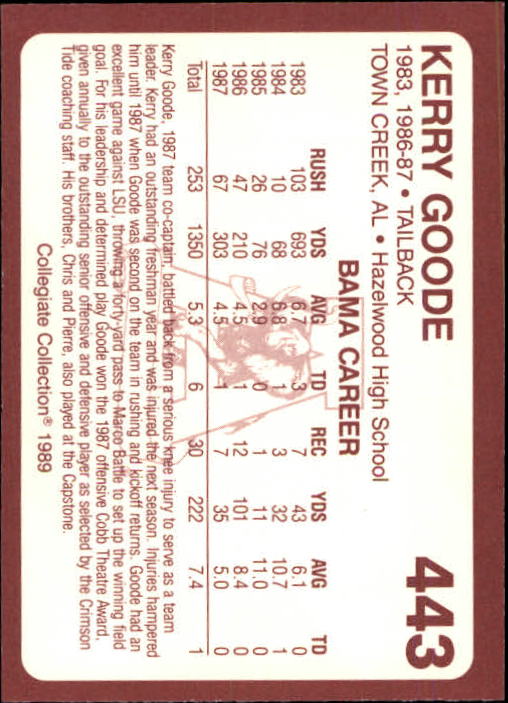 KERRY GOODE 443
1983, 1986-87 • TAILBACK
TOWN CREEK, AL • Hazelwood High School
BAMA CAREER
RUSH YDS AVG TD REC YDS AVG TD
1983 103 693 6.7 3 7 43 6.1 0
1984 10 68 6.8 1 3 32 10.7 1
1985 26 76 2.9 0 1 11 11.0 0
1986 47 210 4.5 1 12 101 8.4 0
1987 67 303 4.5 1 7 35 5.0 0
Total 253 1350 5.3 6 30 222 7.4 1
Kerry Goode, 1987 team co-captain, battled back from a serious knee injury to serve as a team
leader. Kerry had an outstanding freshman year and was injured the next season. Injuries hampered
him until 1987 when Goode was second on the team in rushing and kickoff returns. Goode had an
excellent game against LSU, throwing a forty-yard pass to Marco Battle to set up the winning field
goal. For his leadership and determined play Goode won the 1987 offensive Cobb Theatre Award,
given annually to the outstanding senior offensive and defensive player as selected by the Crimson
Tide coaching staff. His brothers, Chris and Pierre, also played at the Capstone.
Collegiate Collection® 1989